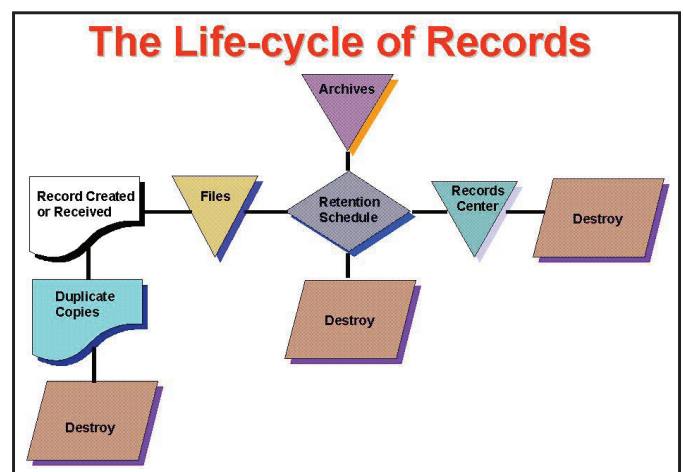 The Life-cycle of Records
Archives
Record Created
or Received
Files
Retention
Schedule
Records
Center
Destroy
Duplicate
Copies
Destroy
Destroy